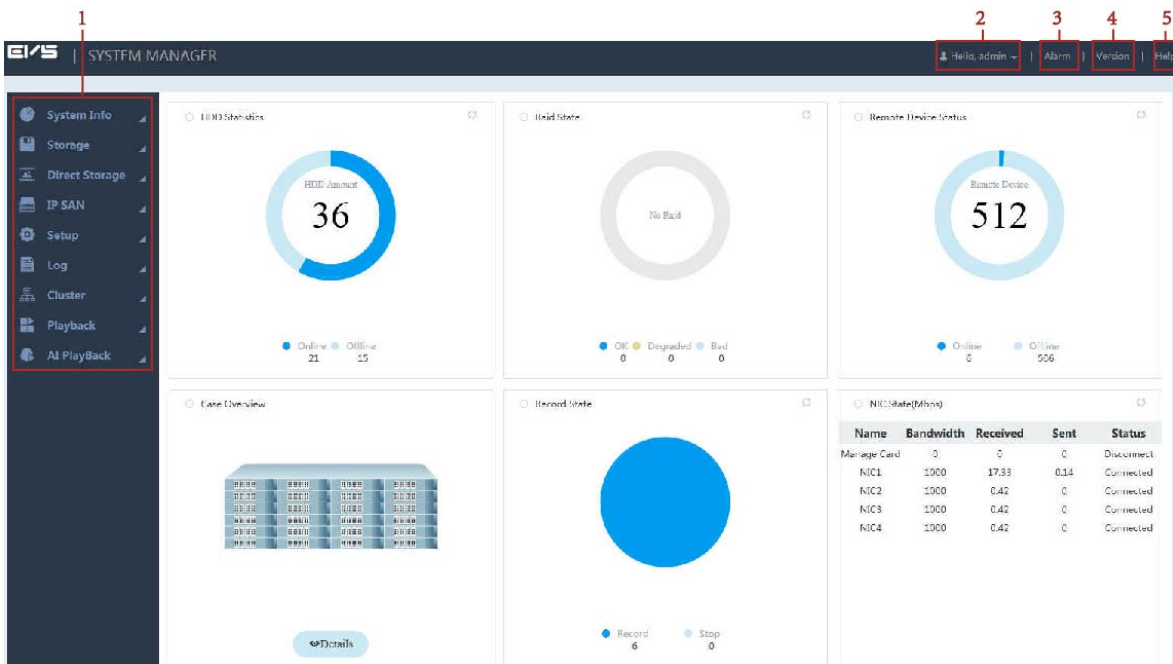 1 2 3 4 5
EVS | SYSTEM MANAGER Hello, admin | Alarm | Version | Help
System Info
Storage
Direct Storage
IP SAN
Setup
Log
Cluster
Playback
AI PlayBack
HDD Statistics
HDD Amount
36
Online Offline
21 15
Raid State
No Raid
OK Degraded Bad
0 0 0
Remote Device Status
Remote Device
512
Online Offline
6 506
Case Overview
Details
Record State
Record Stop
6 0
NIC State(Mbps)
Name Bandwidth Received Sent Status
Manage Card 0 0 0 Disconnect
NIC1 1000 17.33 0.14 Connected
NIC2 1000 0.42 0 Connected
NIC3 1000 0.42 0 Connected
NIC4 1000 0.42 0 Connected